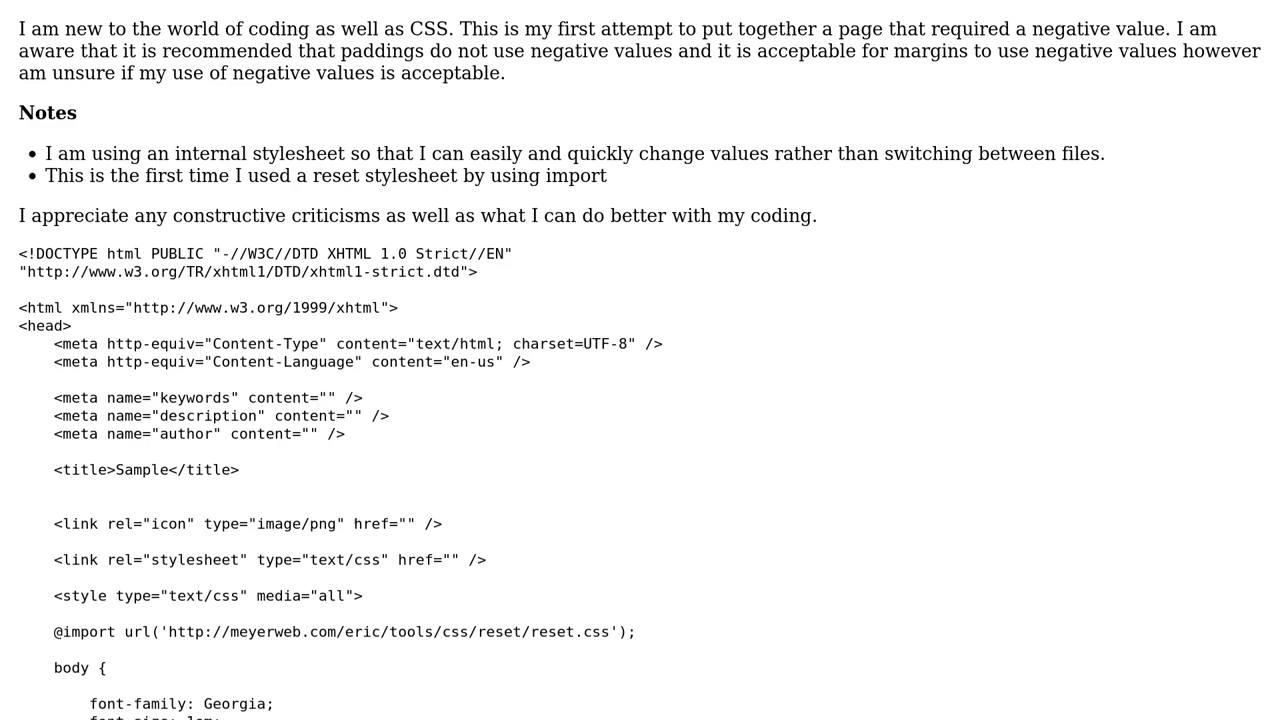 I am new to the world of coding as well as CSS. This is my first attempt to put together a page that required a negative value. I am
aware that it is recommended that paddings do not use negative values and it is acceptable for margins to use negative values however
am unsure if my use of negative values is acceptable.
Notes
• I am using an internal stylesheet so that I can easily and quickly change values rather than switching between files.
• This is the first time I used a reset stylesheet by using import
I appreciate any constructive criticisms as well as what I can do better with my coding.
<!DOCTYPE html PUBLIC "-//W3C//DTD XHTML 1.0 Strict//EN"
"http://www.w3.org/TR/xhtml1/DTD/xhtml1-strict.dtd">
<html xmlns="http://www.w3.org/1999/xhtml">
<head>
    <meta http-equiv="Content-Type" content="text/html; charset=UTF-8" />
    <meta http-equiv="Content-Language" content="en-us" />
    <meta name="keywords" content="" />
    <meta name="description" content="" />
    <meta name="author" content="" />
    <title>Sample</title>
    <link rel="icon" type="image/png" href="" />
    <link rel="stylesheet" type="text/css" href="" />
    <style type="text/css" media="all">
    @import url('http://meyerweb.com/eric/tools/css/reset/reset.css');
    body {
        font-family: Georgia;